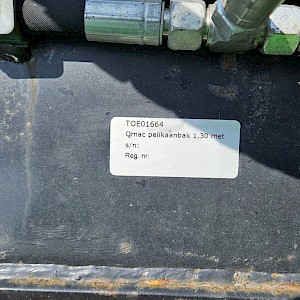 TOE01664
Qmac pelikaanbak 1,30 met
s/n:
Reg. nr: